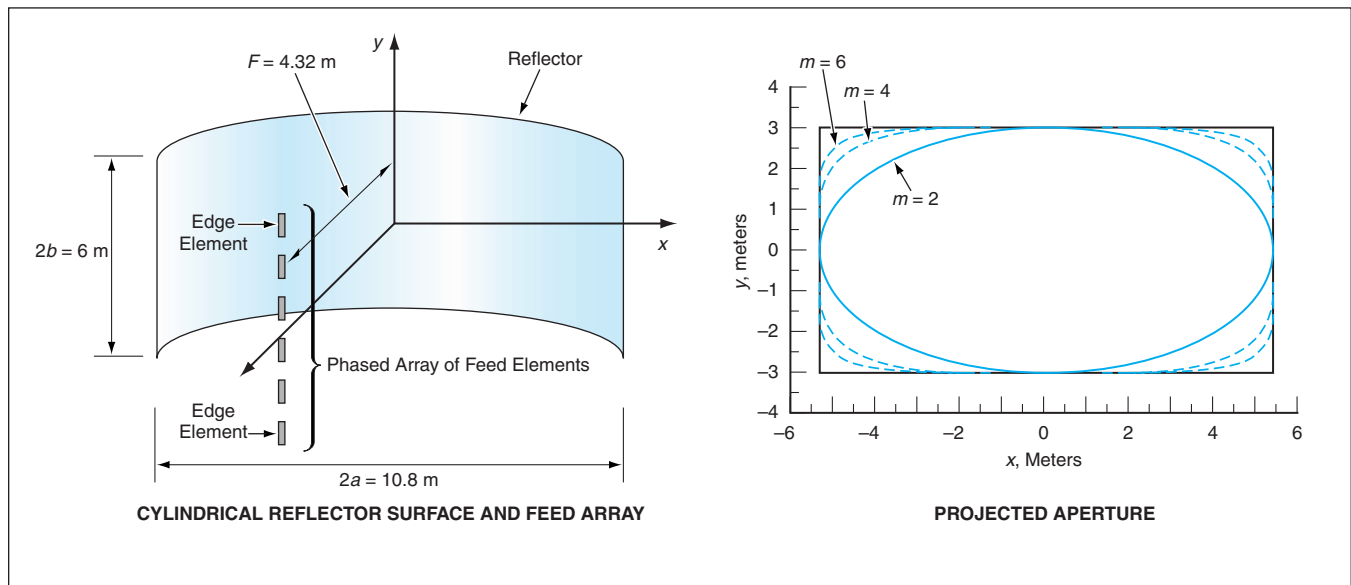 y
F = 4.32 m
Reflector
Edge
Element
2b = 6 m
x
Phased Array of Feed Elements
Edge
Element
2a = 10.8 m
CYLINDRICAL REFLECTOR SURFACE AND FEED ARRAY
m = 6
m = 4
m = 2
4
3
2
1
0
–1
–2
–3
–4
y, meters
–6
–4
–2
0
2
4
6
x, Meters
PROJECTED APERTURE